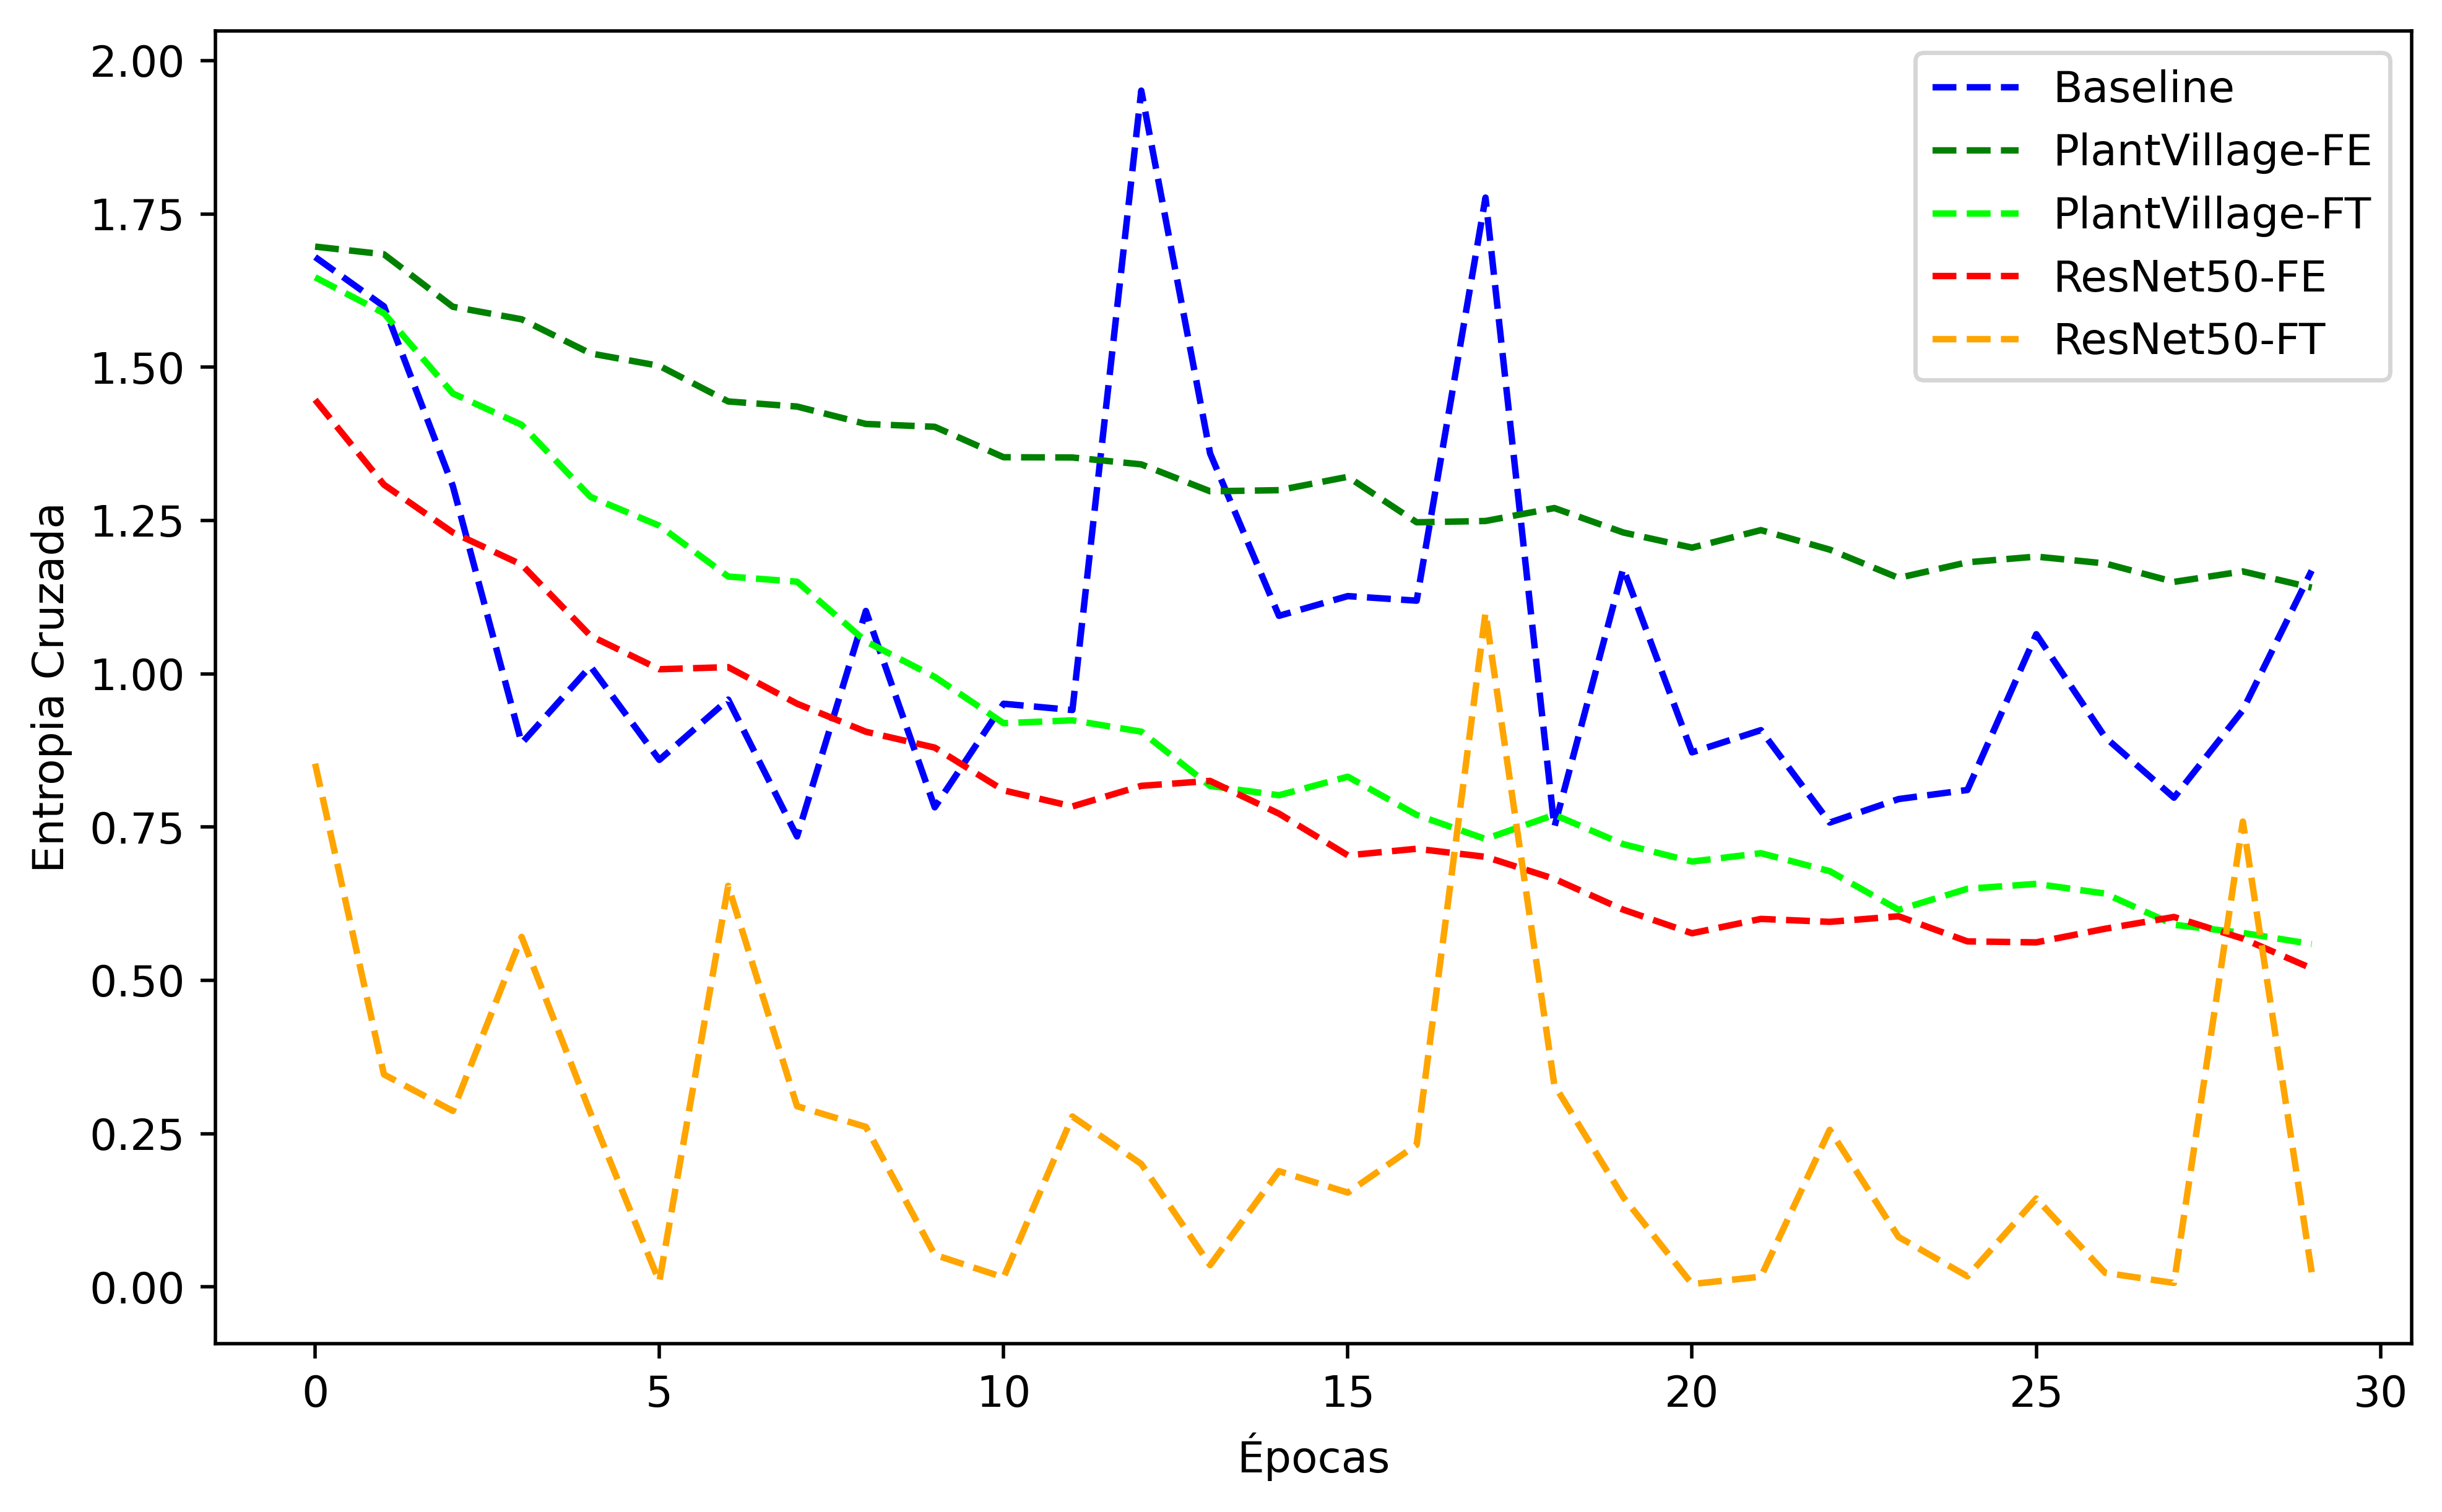 2.00
1.75
1.50
1.25
1.00
0.75
0.50
0.25
0.00
Entropia Cruzada
0 5 10 15 20 25 30
Épocas
Baseline
PlantVillage-FE
PlantVillage-FT
ResNet50-FE
ResNet50-FT